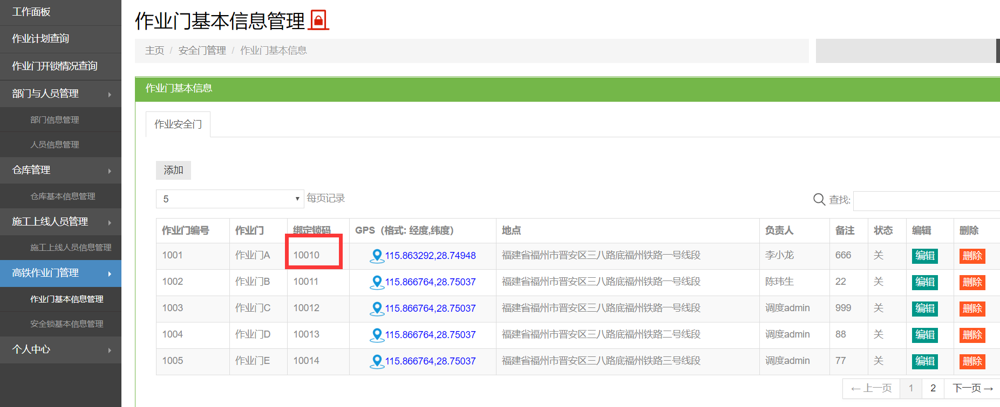 工作面板
作业计划查询
作业门开锁情况查询
部门与人员管理
部门信息管理
人员信息管理
仓库管理
仓库基本信息管理
施工上线人员管理
施工上线人员信息管理
高铁作业门管理
作业门基本信息管理
安全锁基本信息管理
个人中心
作业门基本信息管理
主页 / 安全门管理 / 作业门基本信息
作业门基本信息
作业安全门
添加
5 每页记录
查找:
作业门编号 作业门 绑定锁码 GPS（格式: 经度,纬度） 地点 负责人 备注 状态 编辑 删除
1001 作业门A 10010 115.863292,28.74948 福建省福州市晋安区三八路底福州铁路一号线段 李小龙 666 关 编辑 删除
1002 作业门B 10011 115.866764,28.75037 福建省福州市晋安区三八路底福州铁路一号线段 陈玮生 22 关 编辑 删除
1003 作业门C 10012 115.866764,28.75037 福建省福州市晋安区三八路底福州铁路一号线段 调度admin 999 关 编辑 删除
1004 作业门D 10013 115.866764,28.75037 福建省福州市晋安区三八路底福州铁路二号线段 调度admin 88 关 编辑 删除
1005 作业门E 10014 115.866764,28.75037 福建省福州市晋安区三八路底福州铁路三号线段 调度admin 77 关 编辑 删除
← 上一页 1 2 下一页 →